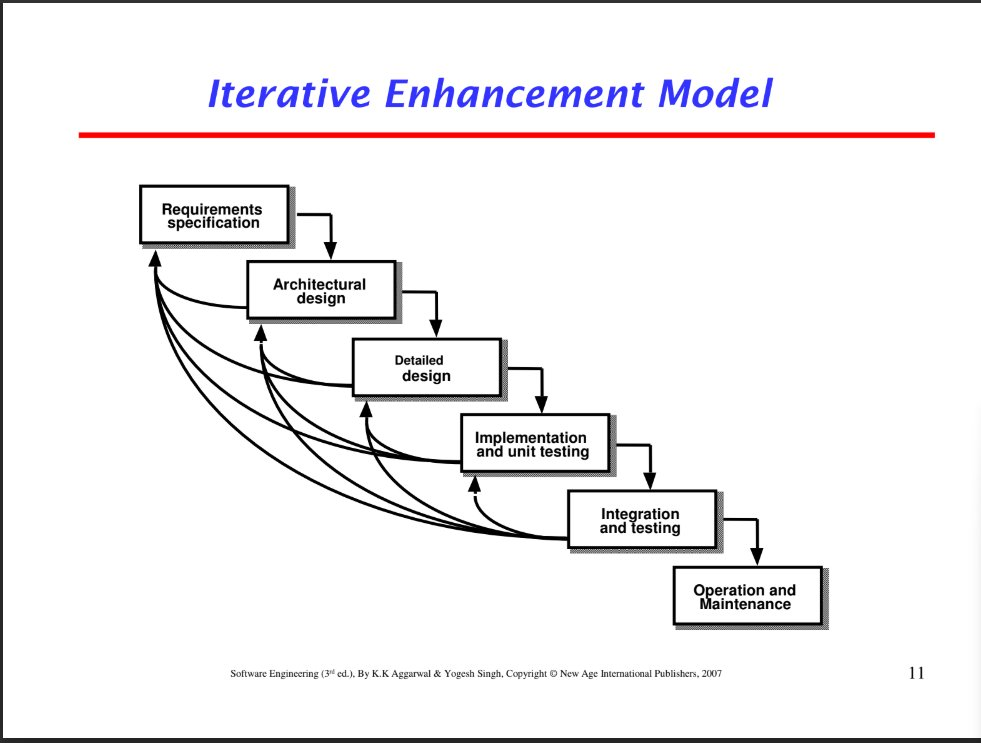 Iterative Enhancement Model
Requirements
specification
Architectural
design
Detailed
design
Implementation
and unit testing
Integration
and testing
Operation and
Maintenance
Software Engineering (3rd ed.), By K.K Aggarwal & Yogesh Singh, Copyright © New Age International Publishers, 2007
11